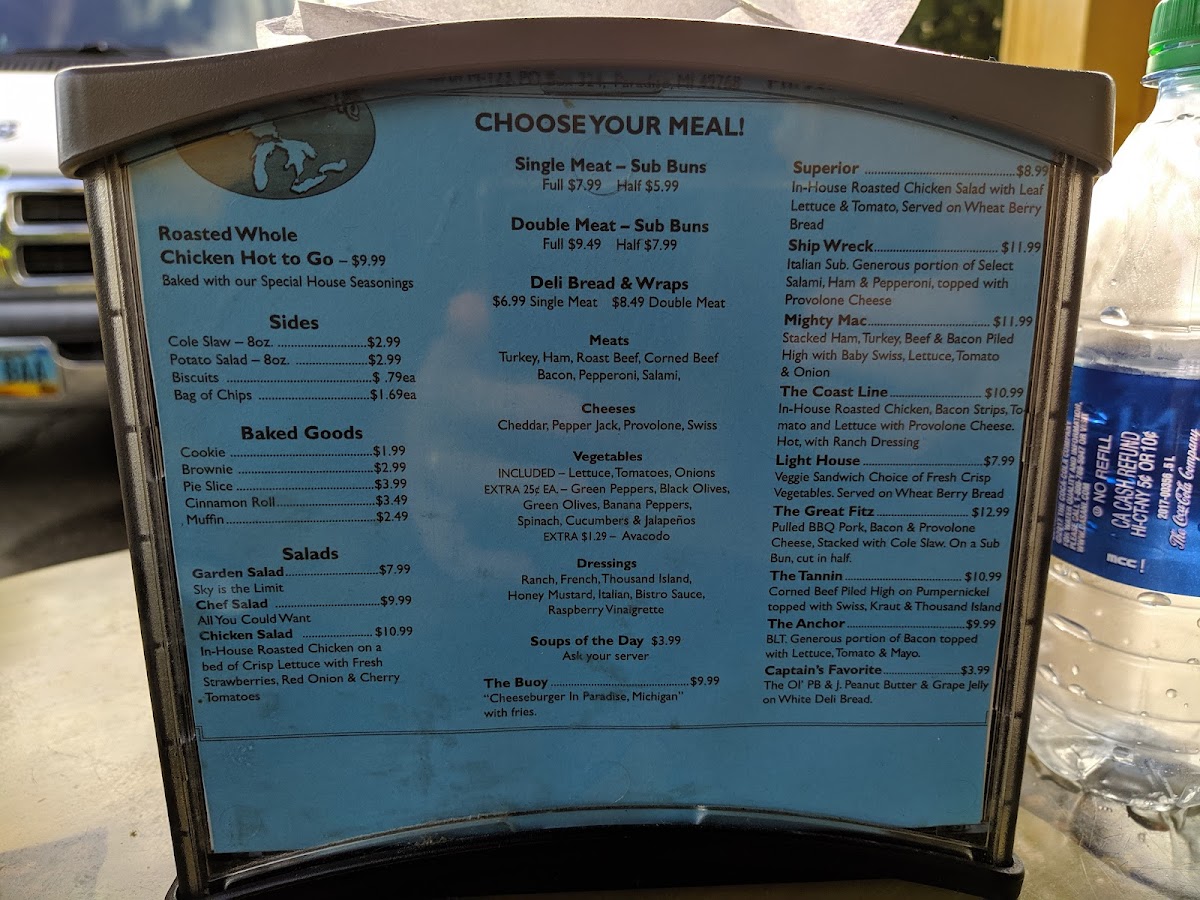 324, Paradise, MI 49768
CHOOSE YOUR MEAL!
Roasted Whole
Chicken Hot to Go – $9.99
Baked with our Special House Seasonings
Sides
Cole Slaw – 8oz. ........................$2.99
Potato Salad – 8oz. ....................$2.99
Biscuits .......................................$ .79ea
Bag of Chips ..............................$1.69ea
Baked Goods
Cookie .......................................$1.99
Brownie .....................................$2.99
Pie Slice......................................$3.99
Cinnamon Roll...........................$3.49
Muffin.........................................$2.49
Salads
Garden Salad..........................$7.99
Sky is the Limit
Chef Salad ..............................$9.99
All You Could Want
Chicken Salad ..................$10.99
In-House Roasted Chicken on a
bed of Crisp Lettuce with Fresh
Strawberries, Red Onion & Cherry
Tomatoes
Single Meat – Sub Buns
Full $7.99 Half $5.99
Double Meat – Sub Buns
Full $9.49 Half $7.99
Deli Bread & Wraps
$6.99 Single Meat $8.49 Double Meat
Meats
Turkey, Ham, Roast Beef, Corned Beef
Bacon, Pepperoni, Salami,
Cheeses
Cheddar, Pepper Jack, Provolone, Swiss
Vegetables
INCLUDED – Lettuce, Tomatoes. Onions
EXTRA 25¢ EA. – Green Peppers, Black Olives,
Green Olives, Banana Peppers,
Spinach, Cucumbers & Jalapeños
EXTRA $1.29 – Avacodo
Dressings
Ranch, French, Thousand Island,
Honey Mustard, Italian, Bistro Sauce,
Raspberry Vinaigrette
Soups of the Day $3.99
Ask your server
The Buoy ........................................$9.99
"Cheeseburger In Paradise, Michigan"
with fries.
Superior ........................................$8.99
In-House Roasted Chicken Salad with Leaf
Lettuce & Tomato, Served on Wheat Berry
Bread
Ship Wreck................................$11.99
Italian Sub. Generous portion of Select
Salami, Ham & Pepperoni, topped with
Provolone Cheese
Mighty Mac...............................$11.99
Stacked Ham, Turkey, Beef & Bacon Piled
High with Baby Swiss, Lettuce, Tomato
& Onion
The Coast Line........................$10.99
In-House Roasted Chicken, Bacon Strips, To
mato and Lettuce with Provolone Cheese.
Hot, with Ranch Dressing
Light House...............................$7.99
Veggie Sandwich Choice of Fresh Crisp
Vegetables. Served on Wheat Berry Bread
The Great Fitz........................$12.99
Pulled BBQ Pork, Bacon & Provolone
Cheese, Stacked with Cole Slaw. On a Sub
Bun, cut in half.
The Tannin..............................$10.99
Corned Beef Piled High on Pumpernickel
topped with Swiss, Kraut & Thousand Island
The Anchor..............................$9.99
BLT. Generous portion of Bacon topped
with Lettuce, Tomato & Mayo.
Captain's Favorite....................$3.99
The Ol' PB & J. Peanut Butter & Grape Jelly
on White Deli Bread.
NO REFILL
CA CASH REFUND
HI-CT-NY 5¢ OR 10¢
The Coca-Cola Company
MCC !